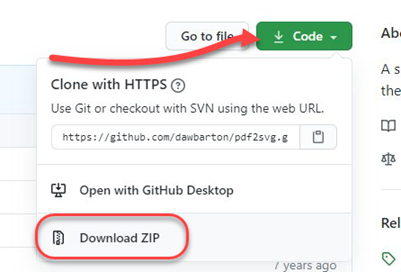 Go to file
Code
Abo
A s
the
Clone with HTTPS
Use Git or checkout with SVN using the web URL.
https://github.com/dawbarton/pdf2svg.g
Open with GitHub Desktop
Download ZIP
Rel
7 years ago